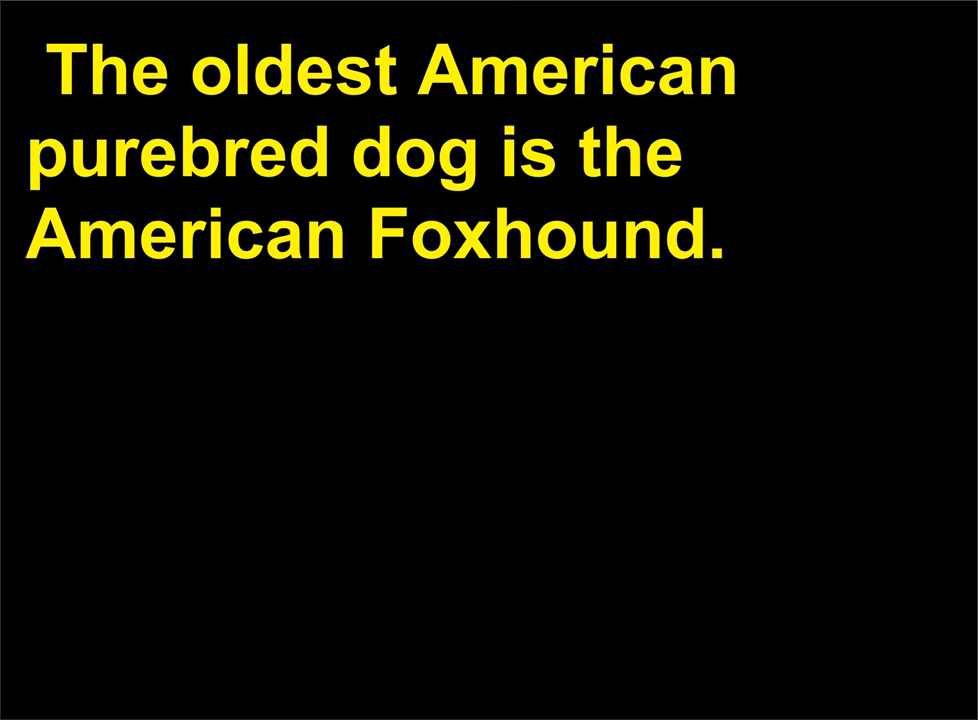 The oldest American
purebred dog is the
American Foxhound.